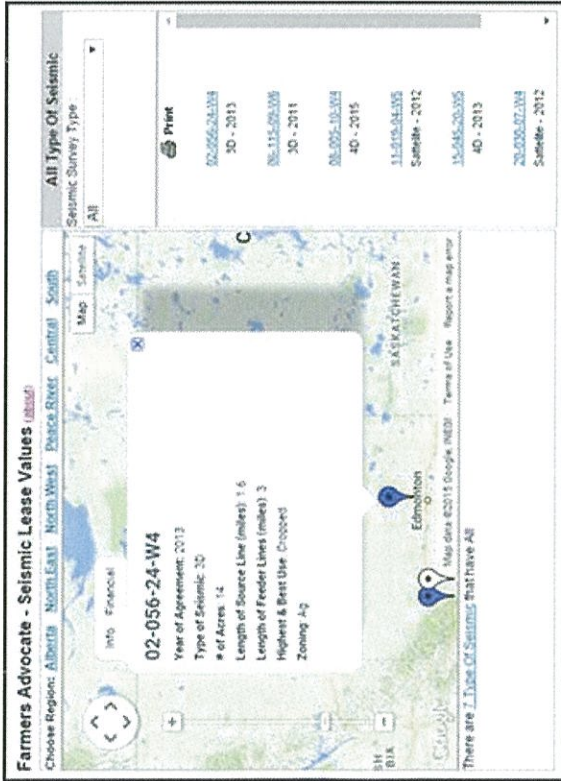 Farmers Advocate - Seismic Lease Values (about)
Choose Region: Alberta North East North West Peace River Central South
Map Satellite
Info Financial
02-056-24-W4
Year of Agreement: 2013
Type of Seismic: 3D
# of Acres: 14
Length of Source Line (miles): 1.6
Length of Feeder Lines (miles): 3
Highest & Best Use: Cropped
Zoning: Ag
SASKATCHEWAN
Edmonton
Google
Map data ©2015 Google, INEGI Terms of Use Report a map error
There are 7 Type Of Seismic that have All
All Type Of Seismic
Seismic Survey Type :
All
Print
02-056-24-W4
3D - 2013
06-115-09-W6
3D - 2011
08-005-10-W4
4D - 2015
11-019-04-W5
Sattelite - 2012
15-045-20-W5
4D - 2013
20-030-07-W4
Sattelite - 2012